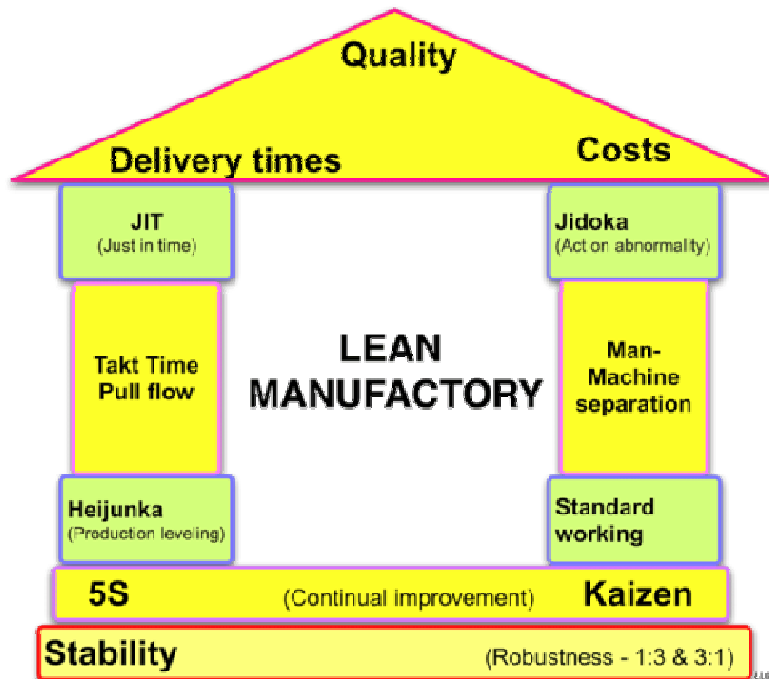 Quality
Delivery times
Costs
JIT
(Just in time)
Jidoka
(Act on abnormality)
Takt Time
Pull flow
LEAN
MANUFACTORY
Man-
Machine
separation
Heijunka
(Production leveling)
Standard
working
5S (Continual improvement) Kaizen
Stability (Robustness - 1:3 & 3:1)